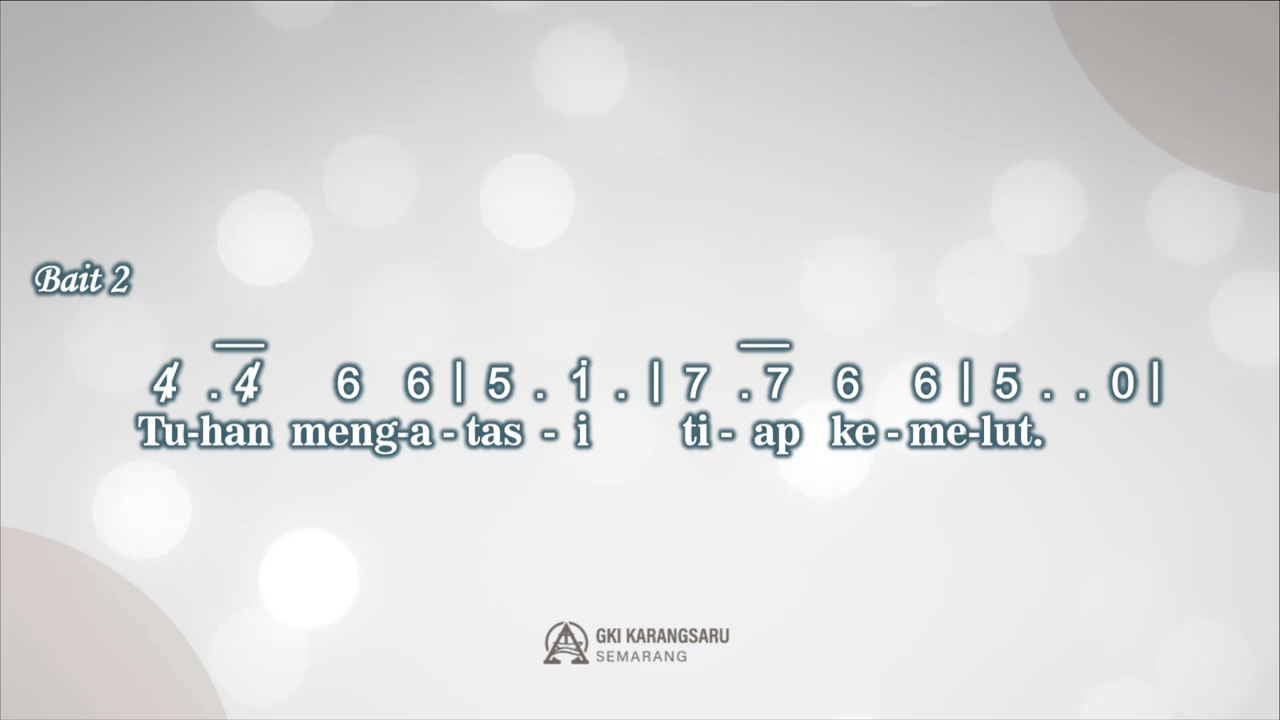 Bait 2
4̸ .4̸ 6 6 | 5 . 1̇ . | 7 .7 6 6 | 5 . . 0 |
Tu-han meng-a - tas - i ti - ap ke - me-lut.
GKI KARANGSARU
SEMARANG